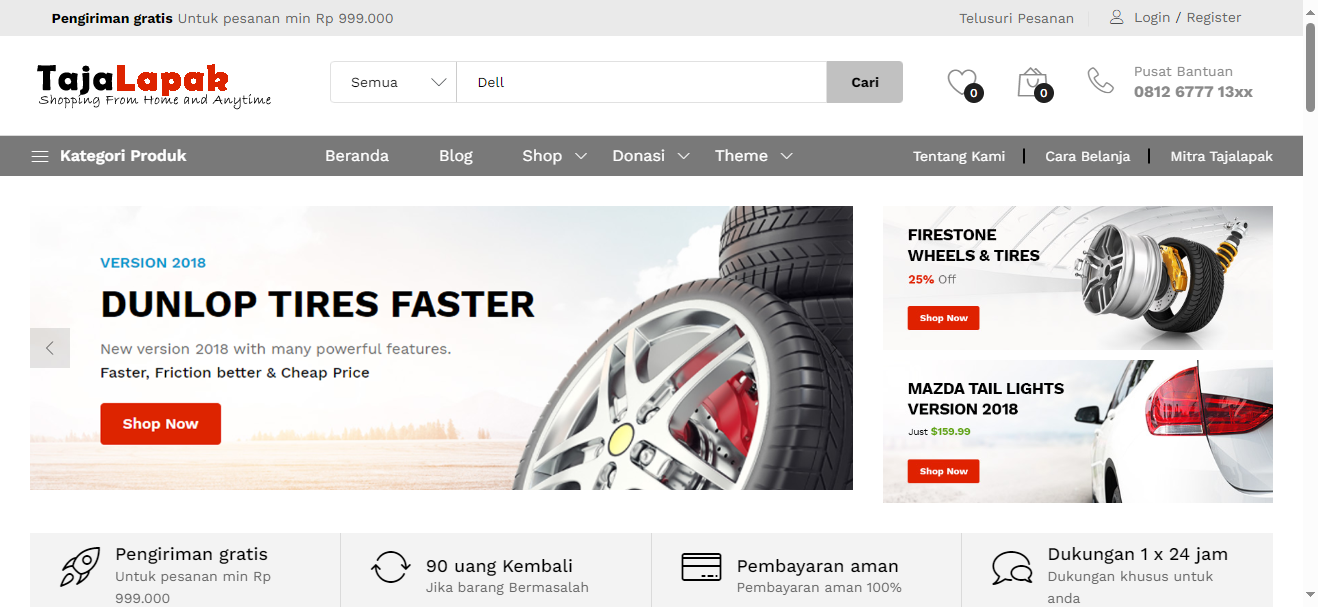 Pengiriman gratis Untuk pesanan min Rp 999.000
Telusuri Pesanan
Login / Register
TajaLapak
Shopping From Home and Anytime
Semua
Dell
Cari
0
0
Pusat Bantuan
0812 6777 13xx
Kategori Produk
Beranda
Blog
Shop
Donasi
Theme
Tentang Kami
Cara Belanja
Mitra Tajalapak
VERSION 2018
DUNLOP TIRES FASTER
New version 2018 with many powerful features.
Faster, Friction better & Cheap Price
Shop Now
FIRESTONE
WHEELS & TIRES
25% Off
Shop Now
MAZDA TAIL LIGHTS
VERSION 2018
Just $159.99
Shop Now
Pengiriman gratis
Untuk pesanan min Rp
999.000
90 uang Kembali
Jika barang Bermasalah
Pembayaran aman
Pembayaran aman 100%
Dukungan 1 x 24 jam
Dukungan khusus untuk
anda